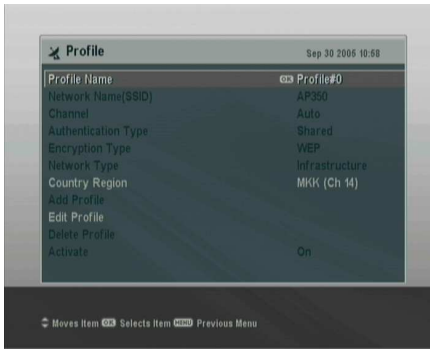 Profile
Sep 30 2005 10:58
Profile Name OK Profile#0
Network Name(SSID) AP350
Channel Auto
Authentication Type Shared
Encryption Type WEP
Network Type Infrastructure
Country Region MKK (Ch 14)
Add Profile
Edit Profile
Delete Profile
Activate On
Moves Item OK Selects Item MENU Previous Menu